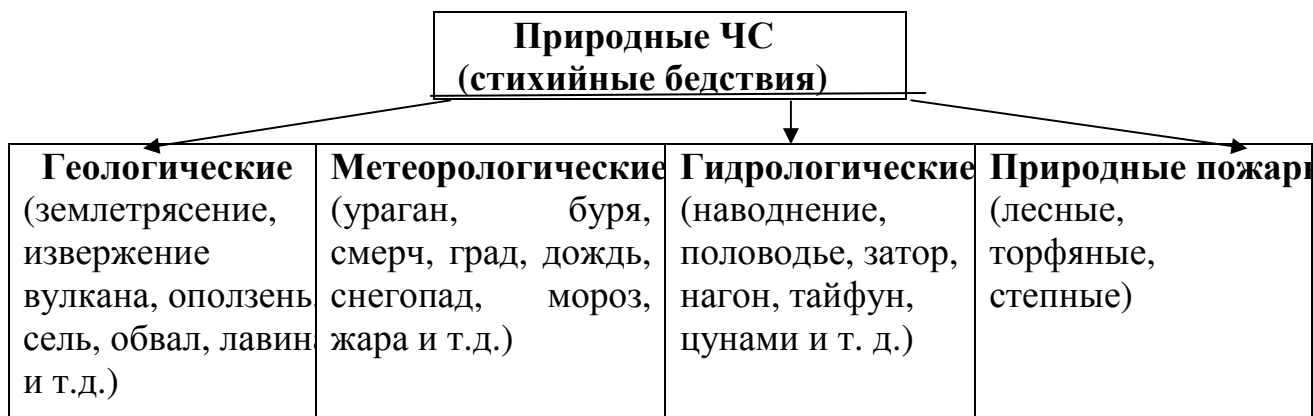 Природные ЧС
(стихийные бедствия)
Геологические
(землетрясение,
извержение
вулкана, оползень,
сель, обвал, лавина
и т.д.)
Метеорологические
(ураган, буря,
смерч, град, дождь,
снегопад, мороз,
жара и т.д.)
Гидрологические
(наводнение,
половодье, затор,
нагон, тайфун,
цунами и т. д.)
Природные пожары
(лесные,
торфяные,
степные)